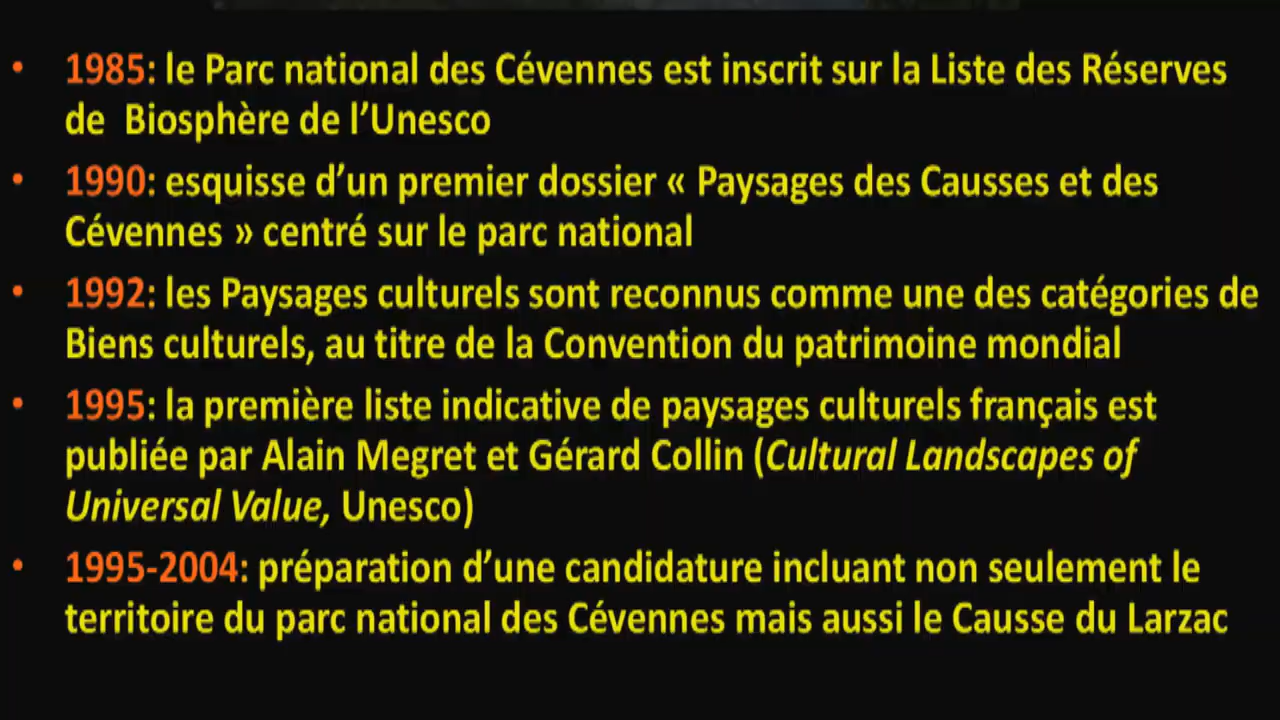 • 1985: le Parc national des Cévennes est inscrit sur la Liste des Réserves
de  Biosphère de l’Unesco
• 1990: esquisse d’un premier dossier « Paysages des Causses et des
Cévennes » centré sur le parc national
• 1992: les Paysages culturels sont reconnus comme une des catégories de
Biens culturels, au titre de la Convention du patrimoine mondial
• 1995: la première liste indicative de paysages culturels français est
publiée par Alain Megret et Gérard Collin (Cultural Landscapes of
Universal Value, Unesco)
• 1995-2004: préparation d’une candidature incluant non seulement le
territoire du parc national des Cévennes mais aussi le Causse du Larzac